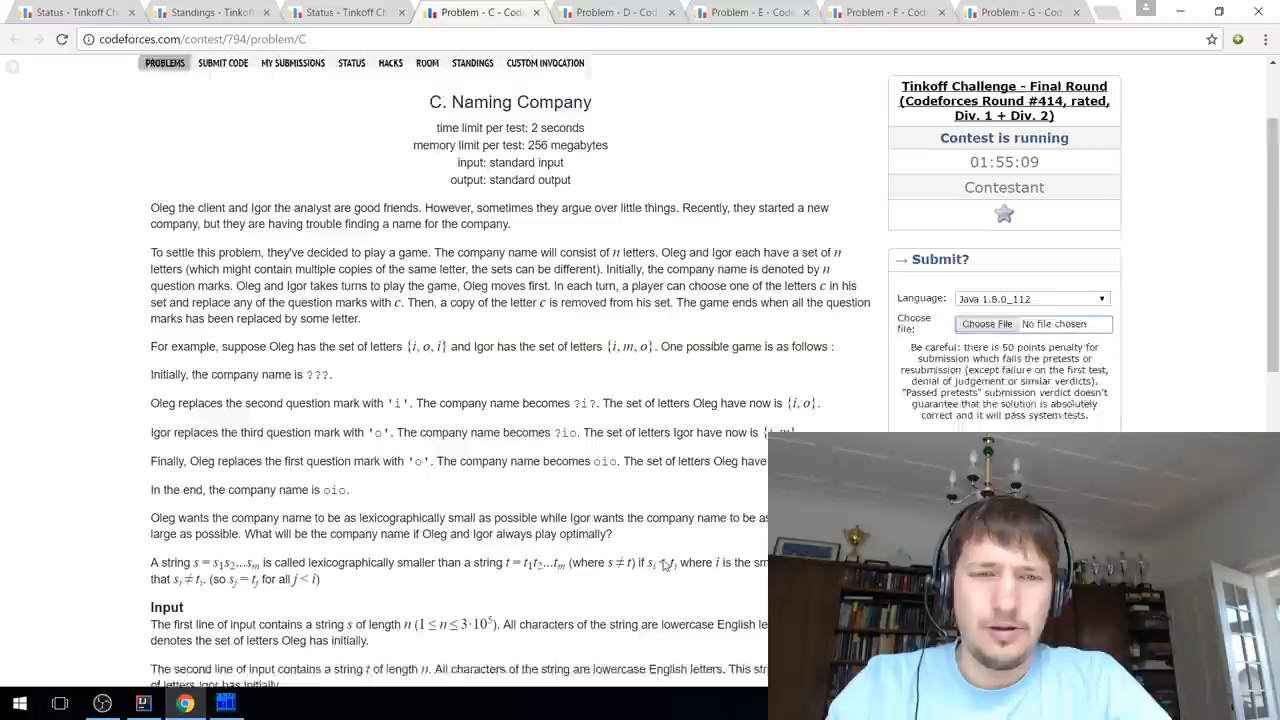 Status - Tinkoff Ch
Standings - Tinkoff
Status - Tinkoff Ch
Problem - C - Code
Problem - D - Cod
Problem - E - Code
Problem - F - Code
Problem - G - Cod
codeforces.com/contest/794/problem/C
PROBLEMS SUBMIT CODE MY SUBMISSIONS STATUS HACKS ROOM STANDINGS CUSTOM INVOCATION
C. Naming Company
time limit per test: 2 seconds
memory limit per test: 256 megabytes
input: standard input
output: standard output
Oleg the client and Igor the analyst are good friends. However, sometimes they argue over little things. Recently, they started a new
company, but they are having trouble finding a name for the company.
To settle this problem, they've decided to play a game. The company name will consist of n letters. Oleg and Igor each have a set of n
letters (which might contain multiple copies of the same letter, the sets can be different). Initially, the company name is denoted by n
question marks. Oleg and Igor takes turns to play the game, Oleg moves first. In each turn, a player can choose one of the letters c in his
set and replace any of the question marks with c. Then, a copy of the letter c is removed from his set. The game ends when all the question
marks has been replaced by some letter.
For example, suppose Oleg has the set of letters {i, o, i} and Igor has the set of letters {i, m, o}. One possible game is as follows :
Initially, the company name is ???.
Oleg replaces the second question mark with 'i'. The company name becomes ?i?. The set of letters Oleg have now is {i, o}.
Igor replaces the third question mark with 'o'. The company name becomes ?io. The set of letters Igor have now is {i, m}.
Finally, Oleg replaces the first question mark with 'o'. The company name becomes oio. The set of letters Oleg have
In the end, the company name is oio.
Oleg wants the company name to be as lexicographically small as possible while Igor wants the company name to be as
large as possible. What will be the company name if Oleg and Igor always play optimally?
A string s = s1s2...sm is called lexicographically smaller than a string t = t1t2...tm (where s ≠ t) if si < ti where i is the sm
that si ≠ ti. (so sj = tj for all j < i)
Input
The first line of input contains a string s of length n (1 ≤ n ≤ 3·10^5). All characters of the string are lowercase English le
denotes the set of letters Oleg has initially.
The second line of input contains a string t of length n. All characters of the string are lowercase English letters. This str
of letters Igor has initially.
Tinkoff Challenge - Final Round
(Codeforces Round #414, rated,
Div. 1 + Div. 2)
Contest is running
01:55:09
Contestant
→ Submit?
Language: Java 1.8.0_112
Choose
file: Choose File No file chosen
Be careful: there is 50 points penalty for
submission which fails the pretests or
resubmission (except failure on the first test,
denial of judgement or similar verdicts).
"Passed pretests" submission verdict doesn't
guarantee that the solution is absolutely
correct and it will pass system tests.